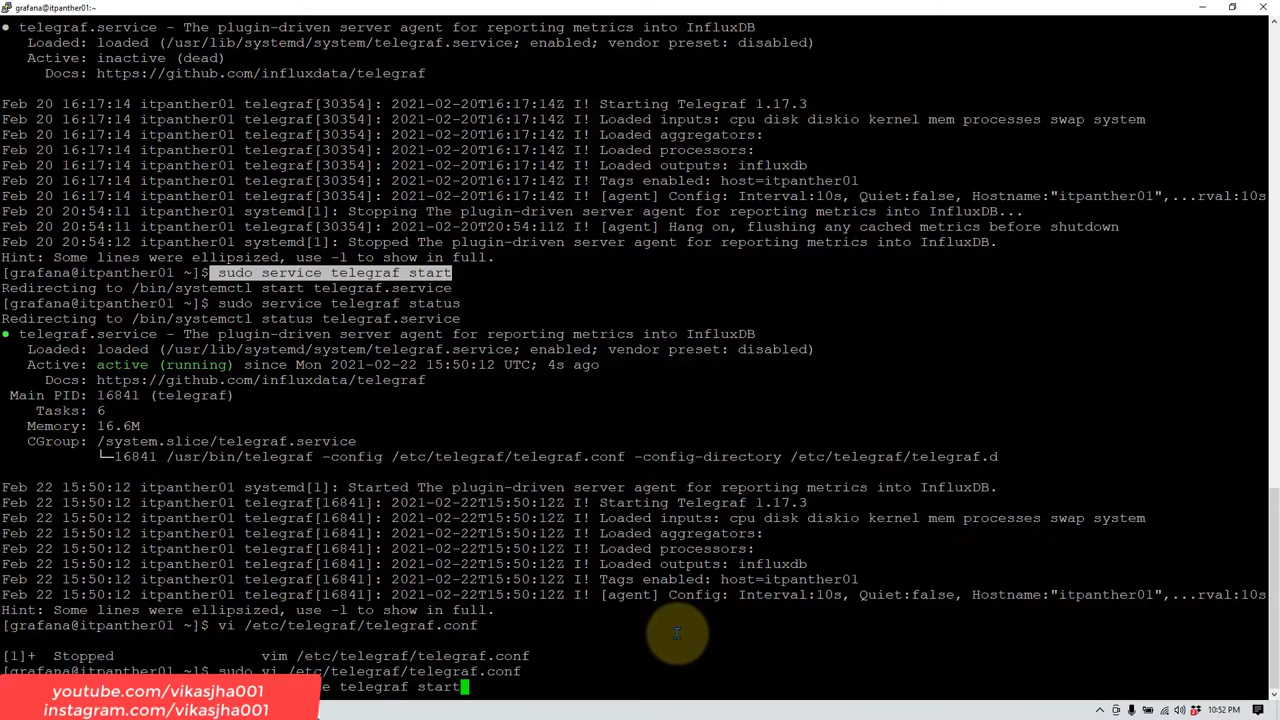 grafana@itpanther01:~
● telegraf.service - The plugin-driven server agent for reporting metrics into InfluxDB
Loaded: loaded (/usr/lib/systemd/system/telegraf.service; enabled; vendor preset: disabled)
Active: inactive (dead)
Docs: https://github.com/influxdata/telegraf
Feb 20 16:17:14 itpanther01 telegraf[30354]: 2021-02-20T16:17:14Z I! Starting Telegraf 1.17.3
Feb 20 16:17:14 itpanther01 telegraf[30354]: 2021-02-20T16:17:14Z I! Loaded inputs: cpu disk diskio kernel mem processes swap system
Feb 20 16:17:14 itpanther01 telegraf[30354]: 2021-02-20T16:17:14Z I! Loaded aggregators:
Feb 20 16:17:14 itpanther01 telegraf[30354]: 2021-02-20T16:17:14Z I! Loaded processors:
Feb 20 16:17:14 itpanther01 telegraf[30354]: 2021-02-20T16:17:14Z I! Loaded outputs: influxdb
Feb 20 16:17:14 itpanther01 telegraf[30354]: 2021-02-20T16:17:14Z I! Tags enabled: host=itpanther01
Feb 20 16:17:14 itpanther01 telegraf[30354]: 2021-02-20T16:17:14Z I! [agent] Config: Interval:10s, Quiet:false, Hostname:"itpanther01",...rval:10s
Feb 20 20:54:11 itpanther01 systemd[1]: Stopping The plugin-driven server agent for reporting metrics into InfluxDB...
Feb 20 20:54:11 itpanther01 telegraf[30354]: 2021-02-20T20:54:11Z I! [agent] Hang on, flushing any cached metrics before shutdown
Feb 20 20:54:12 itpanther01 systemd[1]: Stopped The plugin-driven server agent for reporting metrics into InfluxDB.
Hint: Some lines were ellipsized, use -l to show in full.
[grafana@itpanther01 ~]$ sudo service telegraf start
Redirecting to /bin/systemctl start telegraf.service
[grafana@itpanther01 ~]$ sudo service telegraf status
Redirecting to /bin/systemctl status telegraf.service
● telegraf.service - The plugin-driven server agent for reporting metrics into InfluxDB
Loaded: loaded (/usr/lib/systemd/system/telegraf.service; enabled; vendor preset: disabled)
Active: active (running) since Mon 2021-02-22 15:50:12 UTC; 4s ago
Docs: https://github.com/influxdata/telegraf
Main PID: 16841 (telegraf)
Tasks: 6
Memory: 16.6M
CGroup: /system.slice/telegraf.service
└─16841 /usr/bin/telegraf -config /etc/telegraf/telegraf.conf -config-directory /etc/telegraf/telegraf.d
Feb 22 15:50:12 itpanther01 systemd[1]: Started The plugin-driven server agent for reporting metrics into InfluxDB.
Feb 22 15:50:12 itpanther01 telegraf[16841]: 2021-02-22T15:50:12Z I! Starting Telegraf 1.17.3
Feb 22 15:50:12 itpanther01 telegraf[16841]: 2021-02-22T15:50:12Z I! Loaded inputs: cpu disk diskio kernel mem processes swap system
Feb 22 15:50:12 itpanther01 telegraf[16841]: 2021-02-22T15:50:12Z I! Loaded aggregators:
Feb 22 15:50:12 itpanther01 telegraf[16841]: 2021-02-22T15:50:12Z I! Loaded processors:
Feb 22 15:50:12 itpanther01 telegraf[16841]: 2021-02-22T15:50:12Z I! Loaded outputs: influxdb
Feb 22 15:50:12 itpanther01 telegraf[16841]: 2021-02-22T15:50:12Z I! Tags enabled: host=itpanther01
Feb 22 15:50:12 itpanther01 telegraf[16841]: 2021-02-22T15:50:12Z I! [agent] Config: Interval:10s, Quiet:false, Hostname:"itpanther01",...rval:10s
Hint: Some lines were ellipsized, use -l to show in full.
[grafana@itpanther01 ~]$ vi /etc/telegraf/telegraf.conf
[1]+ Stopped vim /etc/telegraf/telegraf.conf
[grafana@itpanther01 ~]$ sudo vi /etc/telegraf/telegraf.conf
telegraf start
youtube.com/vikasjha001
instagram.com/vikasjha001
10:52 PM